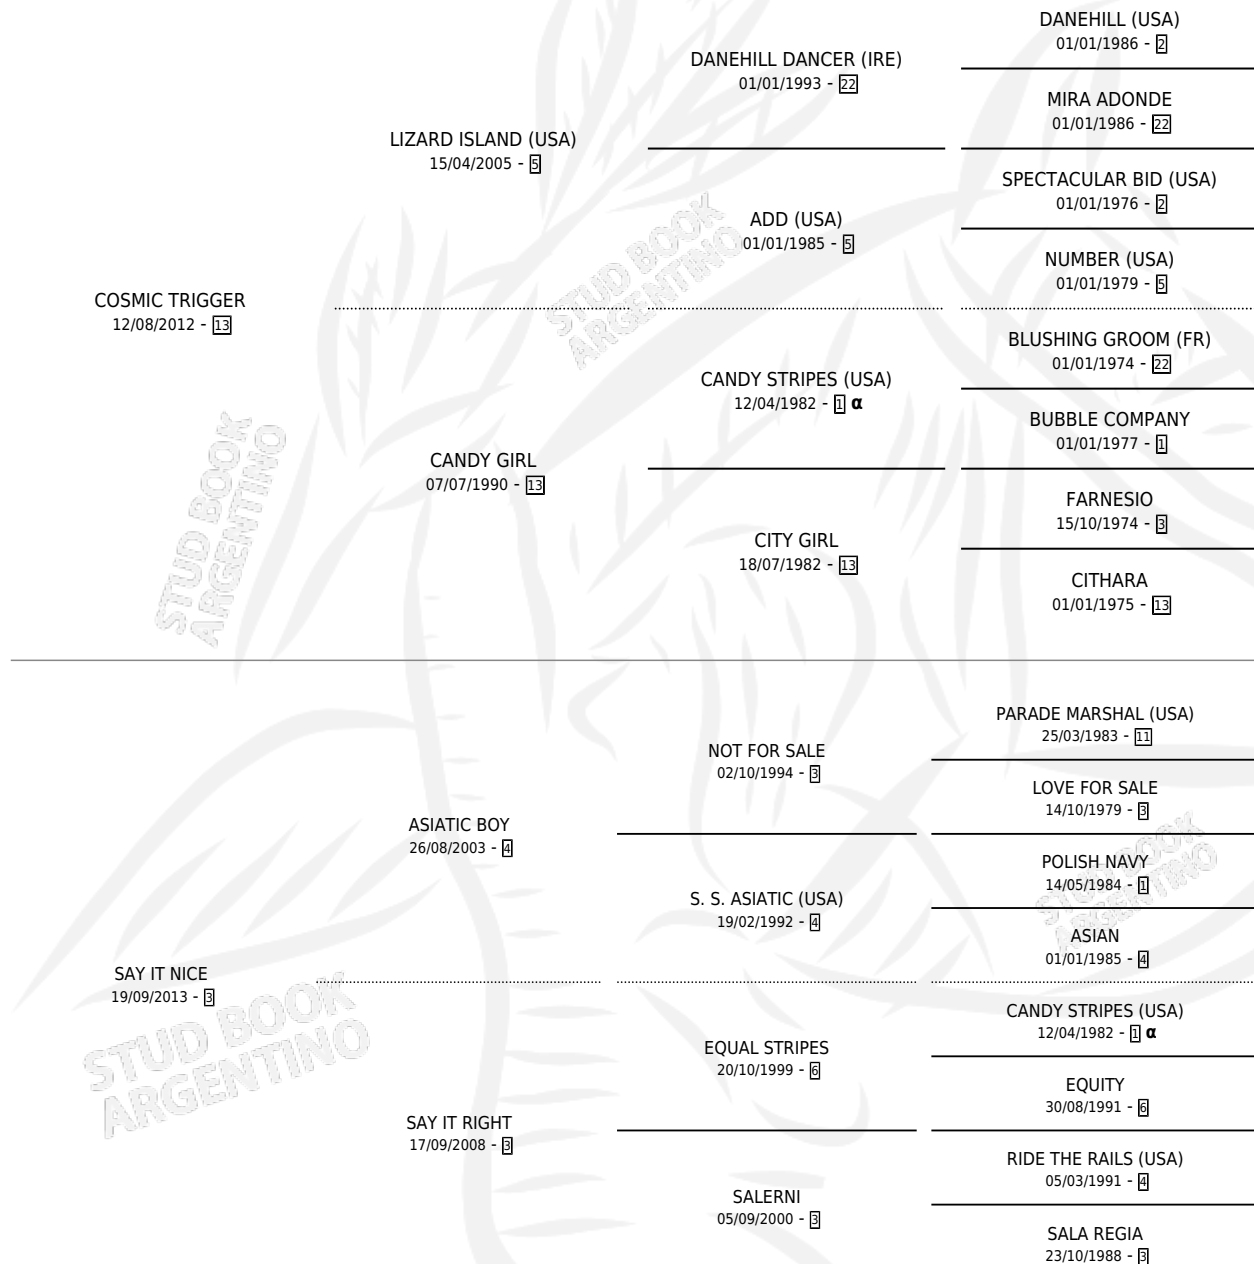 DANEHILL (USA)
01/01/1986 - 2
DANEHILL DANCER (IRE)
01/01/1993 - 22
MIRA ADONDE
01/01/1986 - 22
LIZARD ISLAND (USA)
15/04/2005 - 5
SPECTACULAR BID (USA)
01/01/1976 - 2
ADD (USA)
01/01/1985 - 5
NUMBER (USA)
01/01/1979 - 5
COSMIC TRIGGER
12/08/2012 - 13
BLUSHING GROOM (FR)
01/01/1974 - 22
CANDY STRIPES (USA)
12/04/1982 - 1 α
BUBBLE COMPANY
01/01/1977 - 1
CANDY GIRL
07/07/1990 - 13
FARNESIO
15/10/1974 - 3
CITY GIRL
18/07/1982 - 13
CITHARA
01/01/1975 - 13
PARADE MARSHAL (USA)
25/03/1983 - 11
NOT FOR SALE
02/10/1994 - 3
LOVE FOR SALE
14/10/1979 - 3
ASIATIC BOY
26/08/2003 - 4
POLISH NAVY
14/05/1984 - 1
S. S. ASIATIC (USA)
19/02/1992 - 4
ASIAN
01/01/1985 - 4
SAY IT NICE
19/09/2013 - 3
CANDY STRIPES (USA)
12/04/1982 - 1 α
EQUAL STRIPES
20/10/1999 - 6
EQUITY
30/08/1991 - 6
SAY IT RIGHT
17/09/2008 - 3
RIDE THE RAILS (USA)
05/03/1991 - 4
SALERNI
05/09/2000 - 3
SALA REGIA
23/10/1988 - 3
STUD BOOK
ARGENTINO
STUD BOOK
ARGENTINO
STUD BOOK
ARGENTINO
STUD BOOK
ARGENTINO